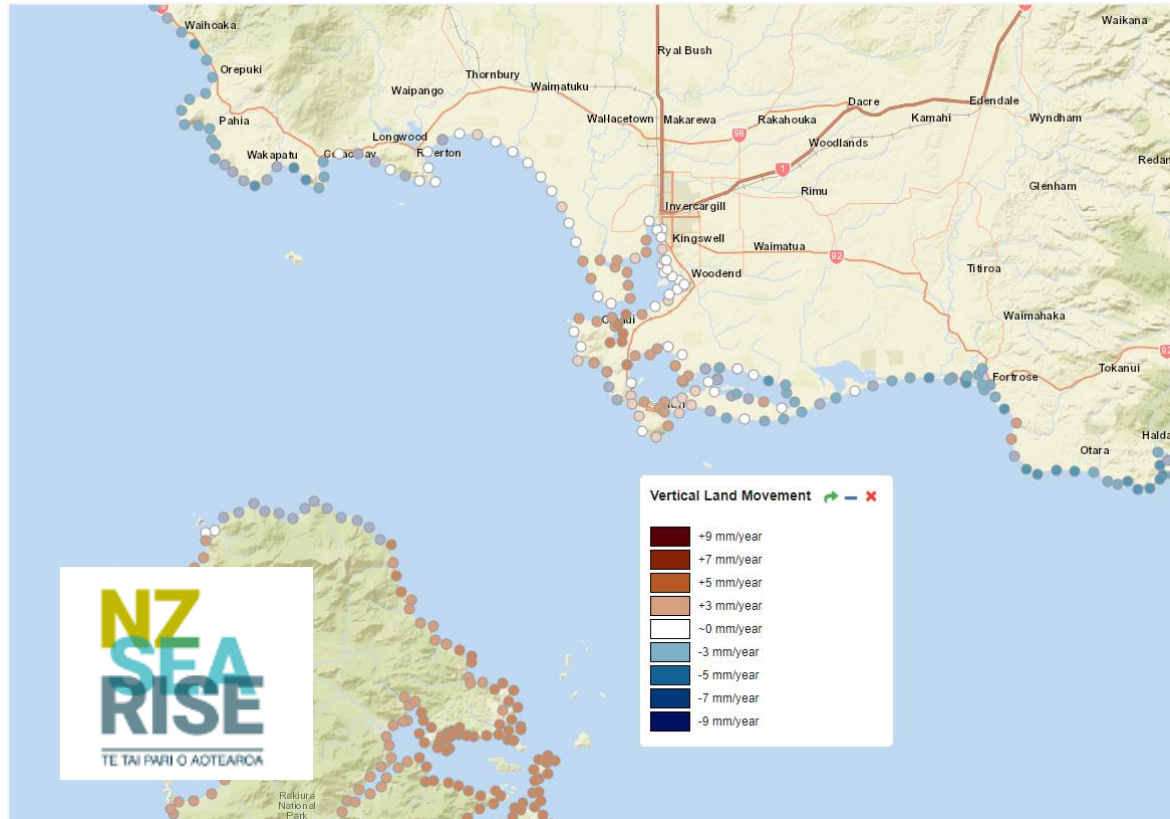 Waihoaka
Waikana
Orepuki
Ryal Bush
Thornbury
Waipango
Waimatuku
Dacre
Edendale
Pahia
Wallacetown
Makarewa
98
Rakahouka
Kamahi
Wyndham
Longwood
Riverton
Woodlands
Wakapatu
1
Glenham
Rimu
Invercargill
Kingswell
Waimatua
92
Woodend
Titiroa
Waimahaka
Fortrose
Tokanui
Otara
Vertical Land Movement
+9 mm/year
+7 mm/year
+5 mm/year
+3 mm/year
~0 mm/year
-3 mm/year
-5 mm/year
-7 mm/year
-9 mm/year
NZ
SEA
RISE
TE TAI PARI O AOTEAROA
Rakiura
National
Park